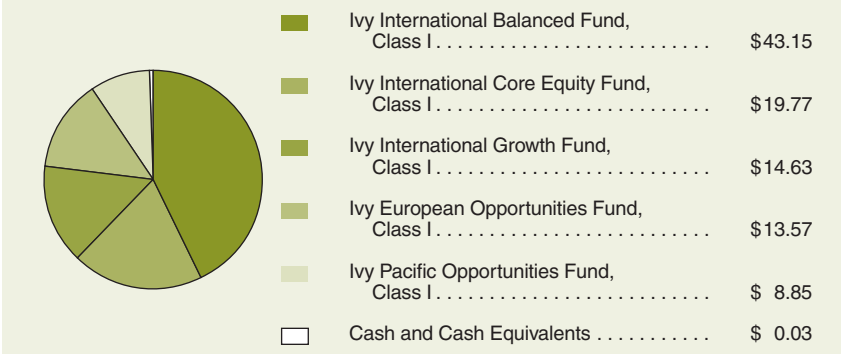 Ivy International Balanced Fund,
Class I . . . . . . . . . . . . . . . . . . . . . . . . . . $43.15
Ivy International Core Equity Fund,
Class I . . . . . . . . . . . . . . . . . . . . . . . . . . $19.77
Ivy International Growth Fund,
Class I . . . . . . . . . . . . . . . . . . . . . . . . . . $14.63
Ivy European Opportunities Fund,
Class I . . . . . . . . . . . . . . . . . . . . . . . . . . $13.57
Ivy Pacific Opportunities Fund,
Class I . . . . . . . . . . . . . . . . . . . . . . . . . . $ 8.85
Cash and Cash Equivalents . . . . . . . . . . . $ 0.03